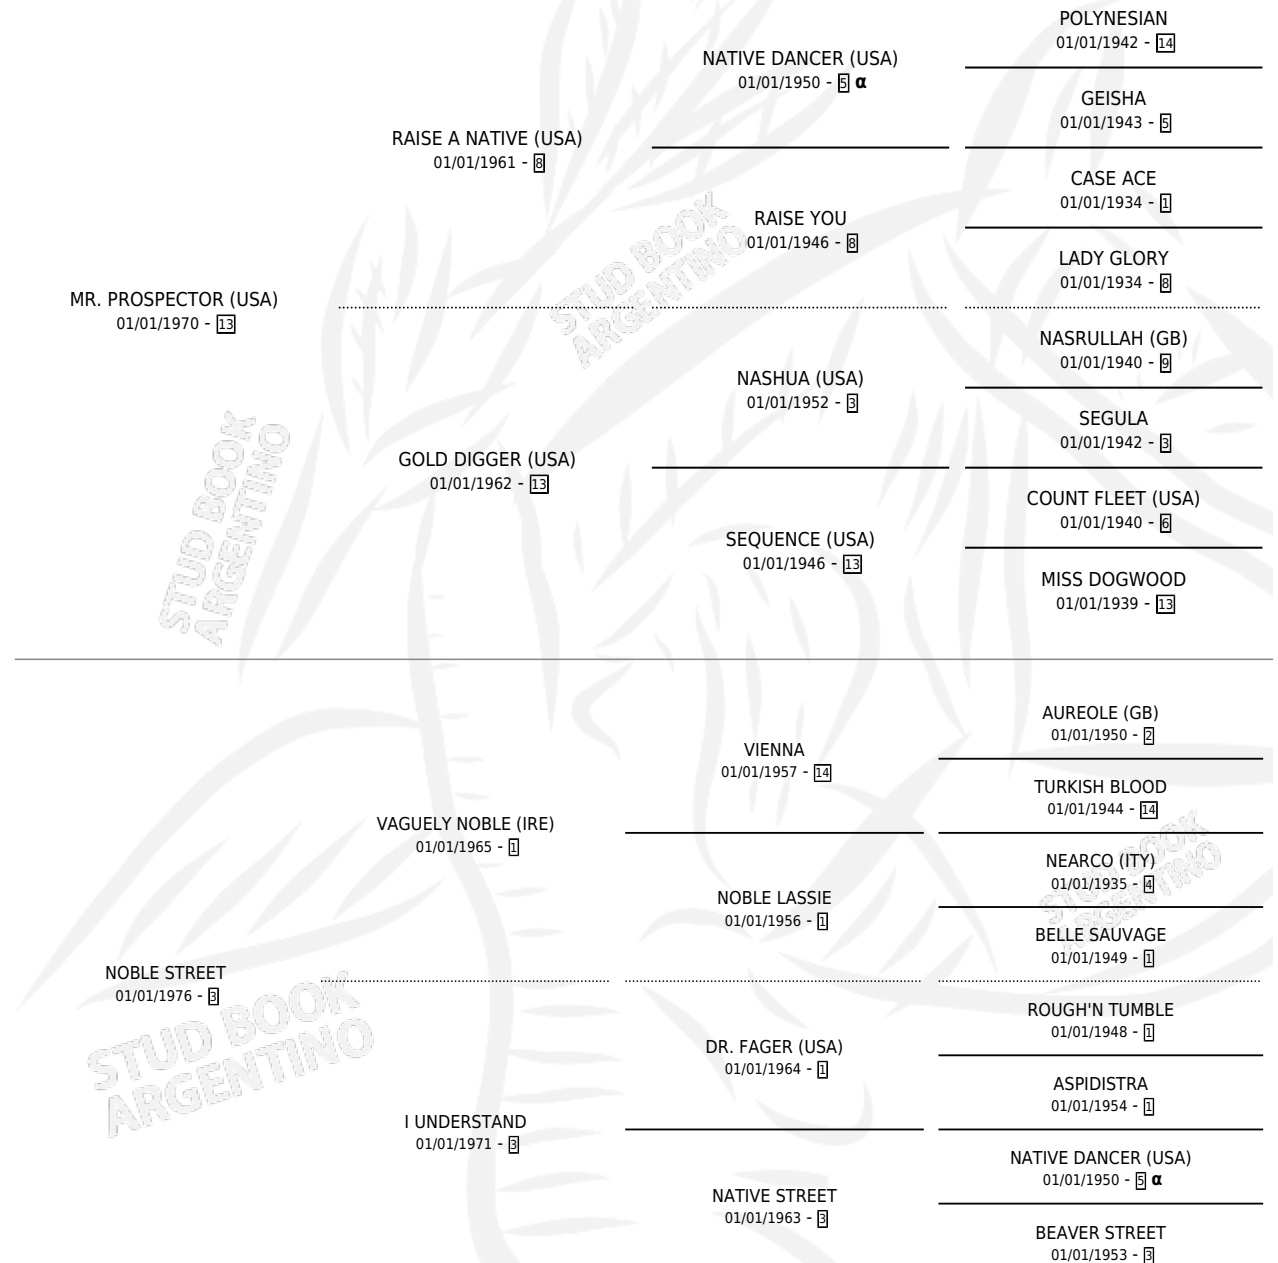 POLYNESIAN
01/01/1942 - 14
NATIVE DANCER (USA)
01/01/1950 - 5 α
GEISHA
01/01/1943 - 5
RAISE A NATIVE (USA)
01/01/1961 - 8
CASE ACE
01/01/1934 - 1
RAISE YOU
01/01/1946 - 8
LADY GLORY
01/01/1934 - 8
MR. PROSPECTOR (USA)
01/01/1970 - 13
NASRULLAH (GB)
01/01/1940 - 9
NASHUA (USA)
01/01/1952 - 3
SEGULA
01/01/1942 - 3
GOLD DIGGER (USA)
01/01/1962 - 13
COUNT FLEET (USA)
01/01/1940 - 6
SEQUENCE (USA)
01/01/1946 - 13
MISS DOGWOOD
01/01/1939 - 13
AUREOLE (GB)
01/01/1950 - 2
VIENNA
01/01/1957 - 14
TURKISH BLOOD
01/01/1944 - 14
VAGUELY NOBLE (IRE)
01/01/1965 - 1
NEARCO (ITY)
01/01/1935 - 4
NOBLE LASSIE
01/01/1956 - 1
BELLE SAUVAGE
01/01/1949 - 1
NOBLE STREET
01/01/1976 - 3
ROUGH'N TUMBLE
01/01/1948 - 1
DR. FAGER (USA)
01/01/1964 - 1
ASPIDISTRA
01/01/1954 - 1
I UNDERSTAND
01/01/1971 - 3
NATIVE DANCER (USA)
01/01/1950 - 5 α
NATIVE STREET
01/01/1963 - 3
BEAVER STREET
01/01/1953 - 3
STUD BOOK
ARGENTINO
STUD BOOK
ARGENTINO
STUD BOOK
ARGENTINO
STUD BOOK
ARGENTINO